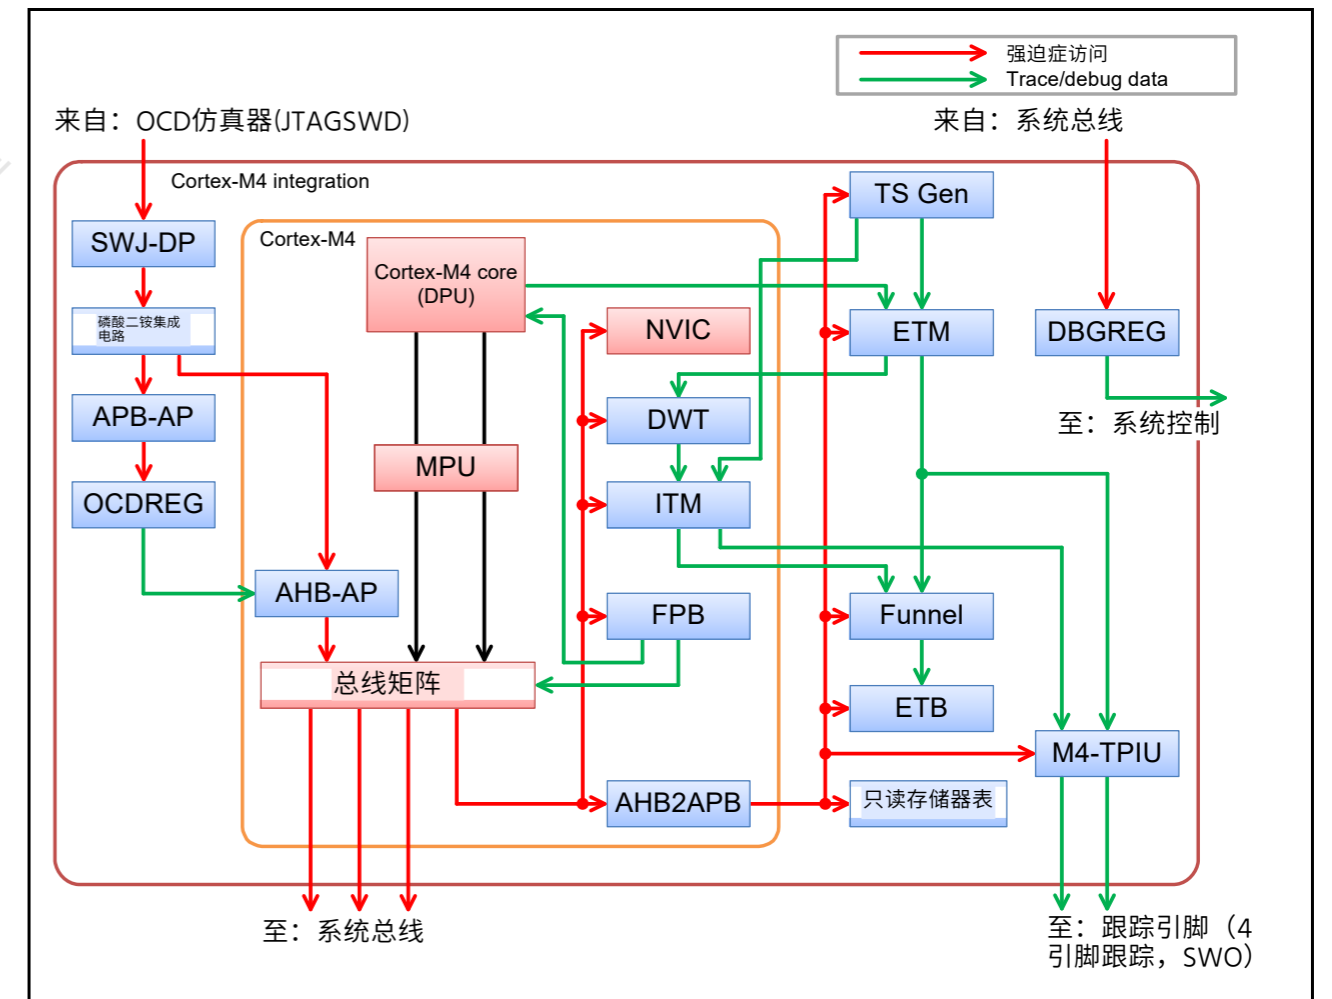 强迫症访问
Trace/debug data
来自：OCD仿真器(JTAGSWD)
来自：系统总线
Cortex-M4 integration
TS Gen
SWJ-DP
Cortex-M4
Cortex-M4 core
(DPU)
磷酸二铵集成
电路
NVIC
ETM
DBGREG
APB-AP
DWT
至：系统控制
MPU
OCDREG
ITM
AHB-AP
FPB
Funnel
总线矩阵
ETB
M4-TPIU
AHB2APB
只读存储器表
至：系统总线
至：跟踪引脚（4
引脚跟踪，SWO）